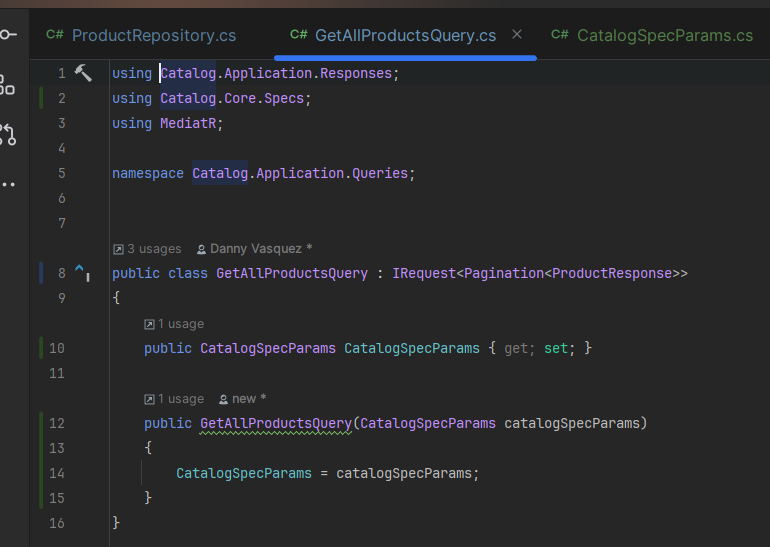 C# ProductRepository.cs C# GetAllProductsQuery.cs × C# CatalogSpecParams.cs
1 using Catalog.Application.Responses;
2 using Catalog.Core.Specs;
3 using MediatR;
4
5 namespace Catalog.Application.Queries;
6
7
3 usages Danny Vasquez *
8 public class GetAllProductsQuery : IRequest<Pagination<ProductResponse>>
9 {
1 usage
10 public CatalogSpecParams CatalogSpecParams { get; set; }
11
1 usage new *
12 public GetAllProductsQuery(CatalogSpecParams catalogSpecParams)
13 {
14 CatalogSpecParams = catalogSpecParams;
15 }
16 }